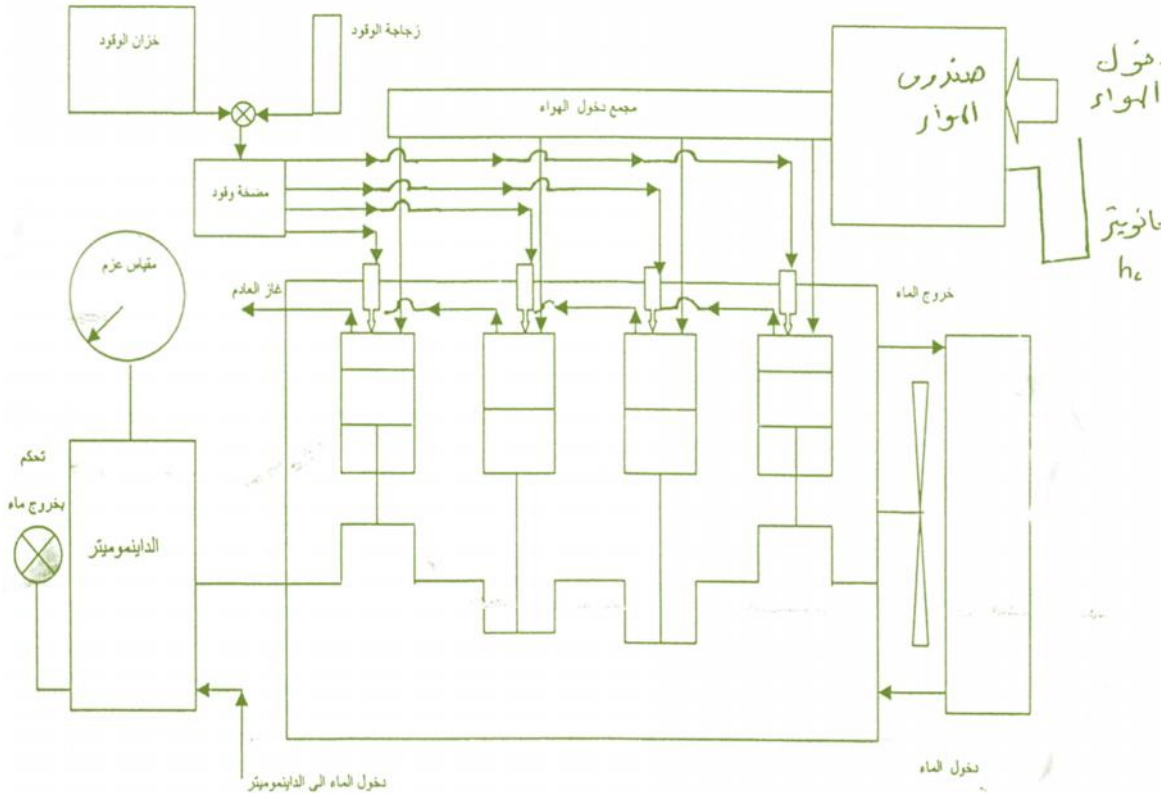 خزان الوقود
زجاجة الوقود
مجمع دخول الهواء
صندوق
الهواء
دخول
الهواء
مضخة وقود
مقياس عزم
غاز العادم
خروج الماء
h
تحكم
بخروج ماء
الداينموميتر
دخول الماء الى الداينموميتر
دخول الماء